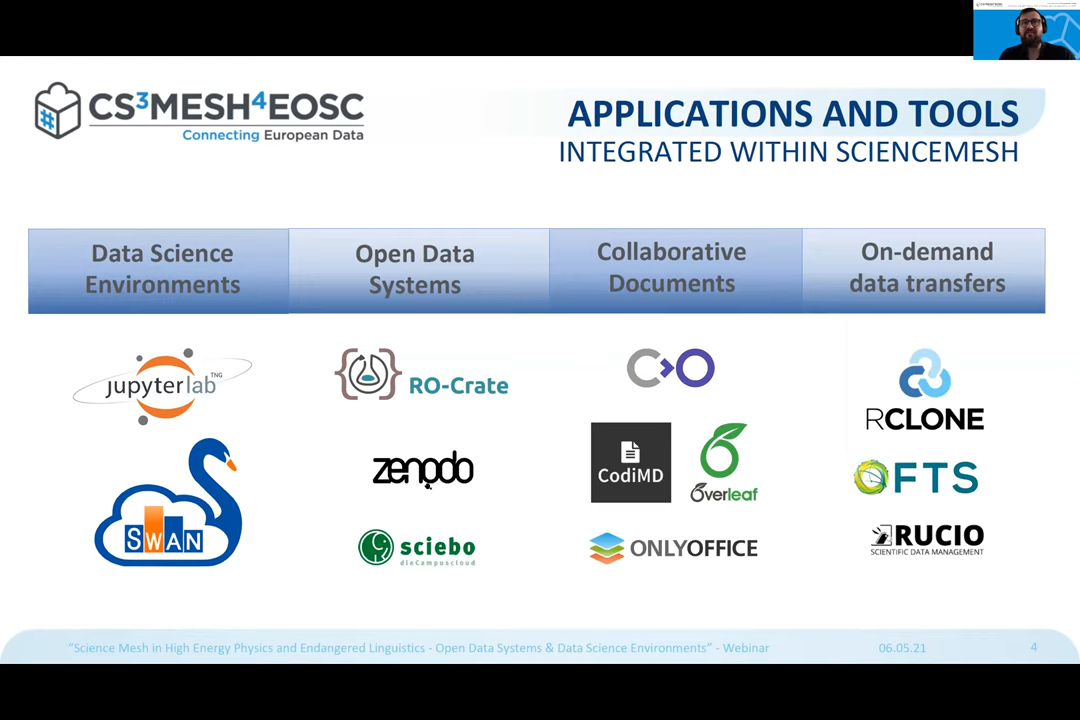 CS3MESH4EOSC
Connecting European Data
APPLICATIONS AND TOOLS
INTEGRATED WITHIN SCIENCEMESH
Data Science
Environments
Open Data
Systems
Collaborative
Documents
On-demand
data transfers
jupyterlab TNG
SWAN
RO-Crate
zenodo
sciebo
dieCampuscloud
CodiMD
Overleaf
ONLYOFFICE
RCLONE
FTS
RUCIO
SCIENTIFIC DATA MANAGEMENT
"Science Mesh in High Energy Physics and Endangered Linguistics - Open Data Systems & Data Science Environments" - Webinar 06.05.21 4